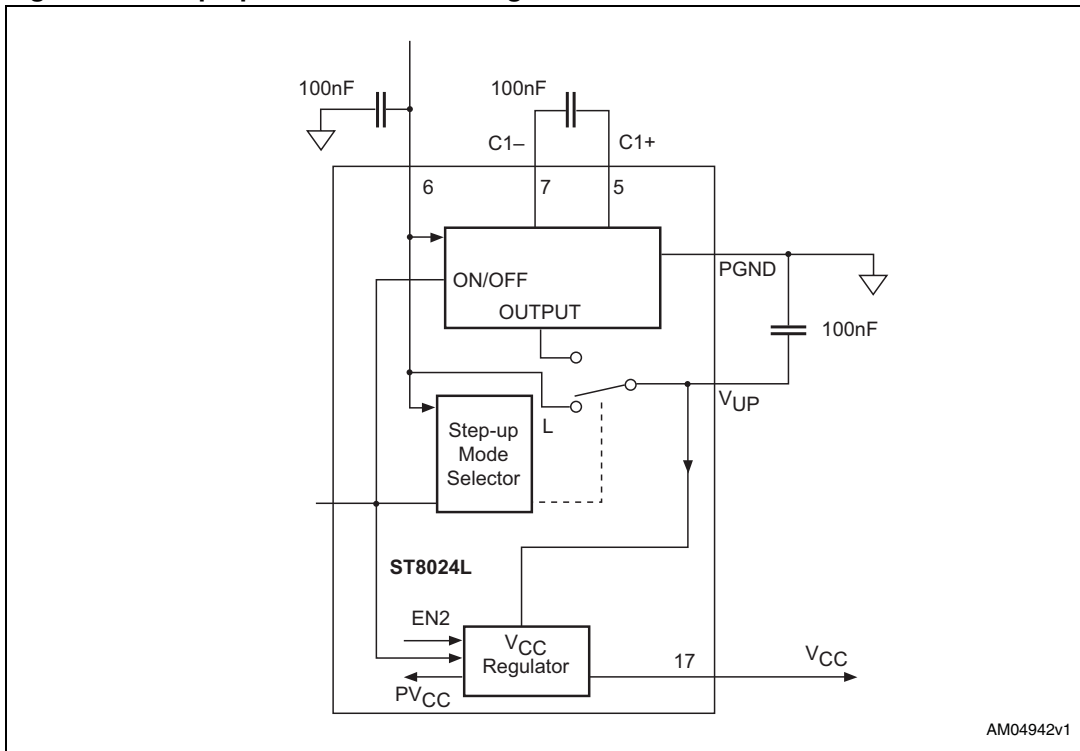 100nF
100nF
C1–
C1+
6
7
5
ON/OFF
OUTPUT
PGND
100nF
VUP
L
Step-up
Mode
Selector
ST8024L
EN2
VCC
Regulator
17
VCC
PVCC
AM04942v1